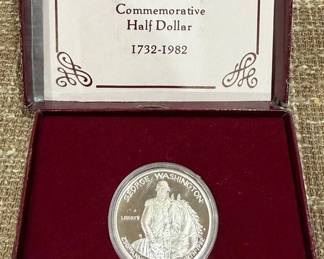 Commemorative
Half Dollar
1732-1982
GEORGE WASHINGTON
LIBERTY